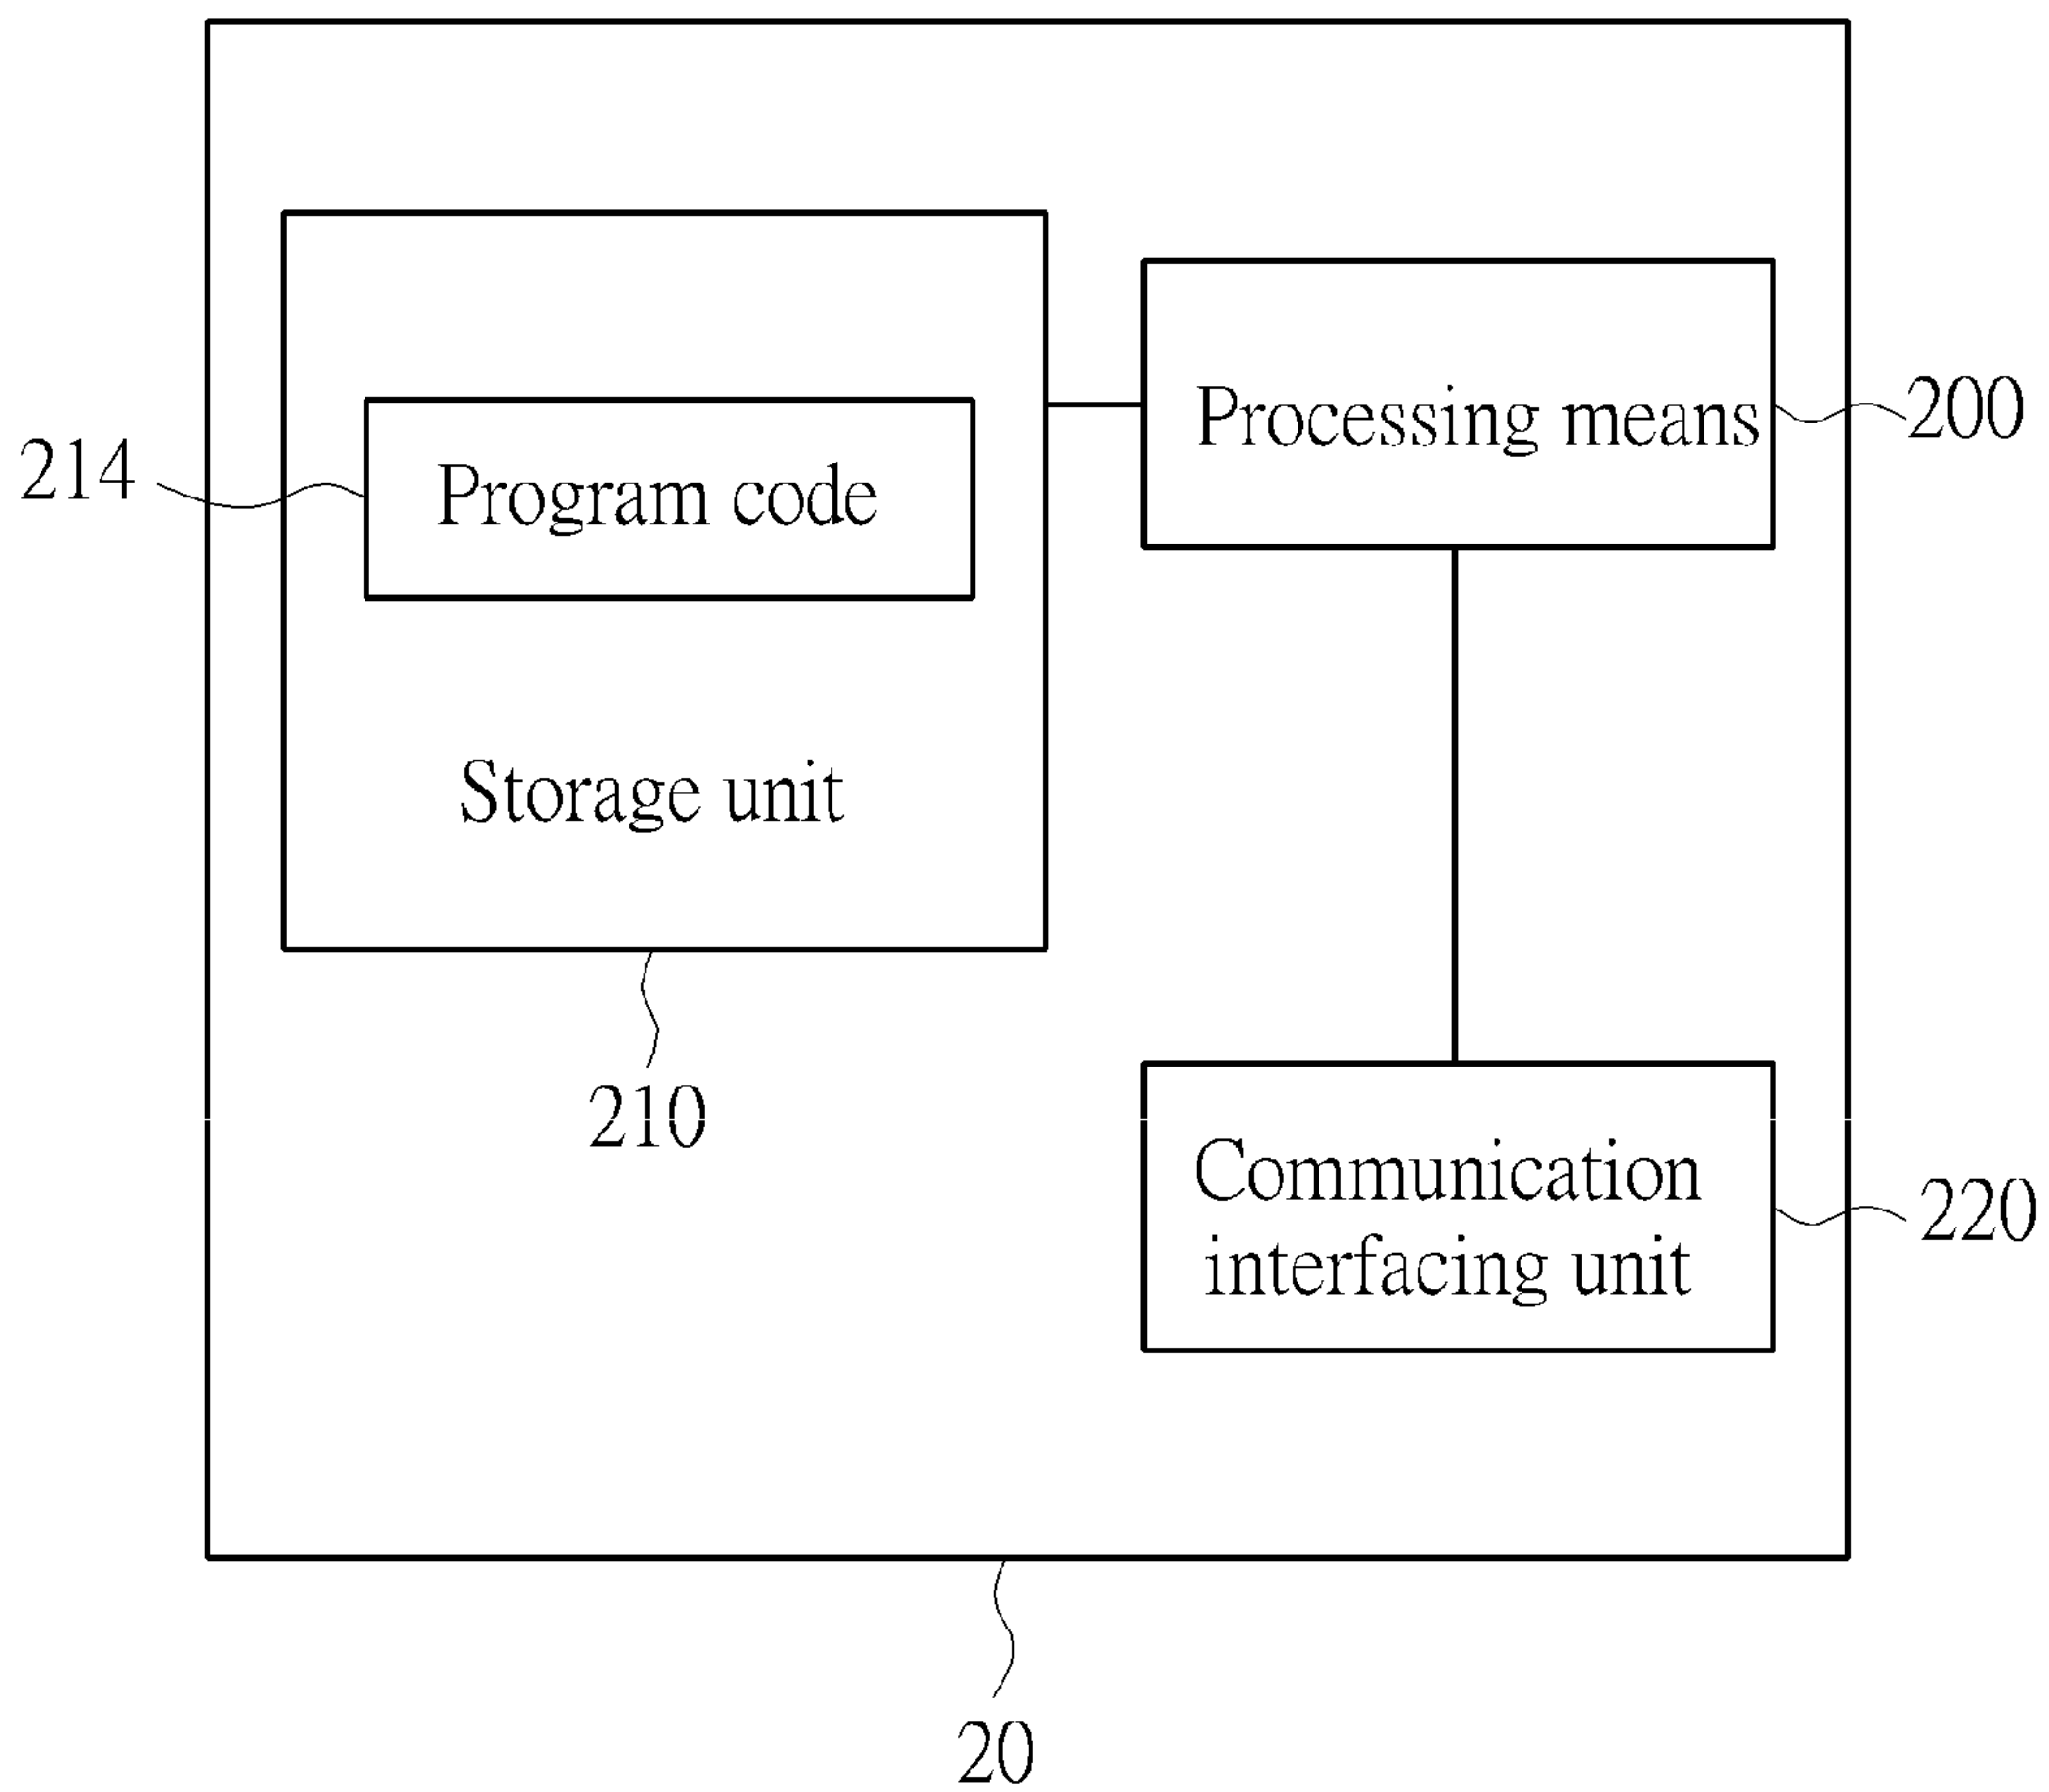 Processing means
200
214
Program code
Storage unit
210
Communication
interfacing unit
220
20